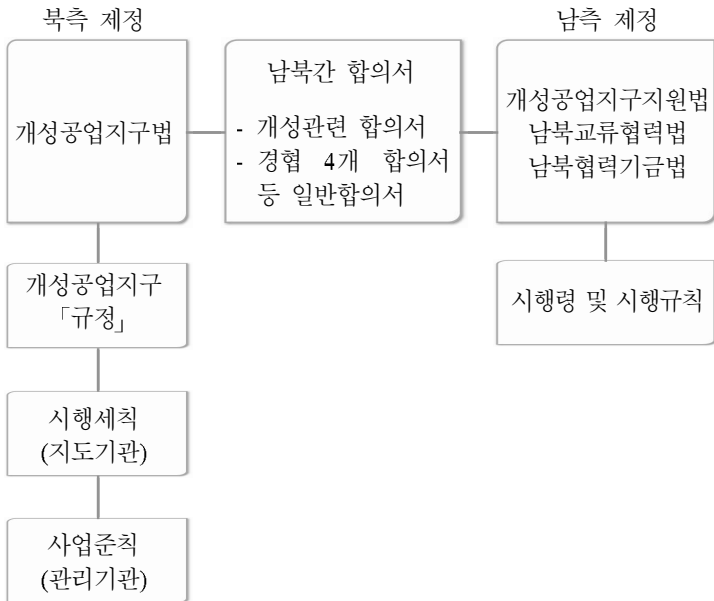 북측 제정
남측 제정
개성공업지구법
남북간 합의서
- 개성관련 합의서
- 경협 4개 합의서
등 일반합의서
개성공업지구지원법
남북교류협력법
남북협력기금법
개성공업지구
「규정」
시행령 및 시행규칙
시행세칙
(지도기관)
사업준칙
(관리기관)